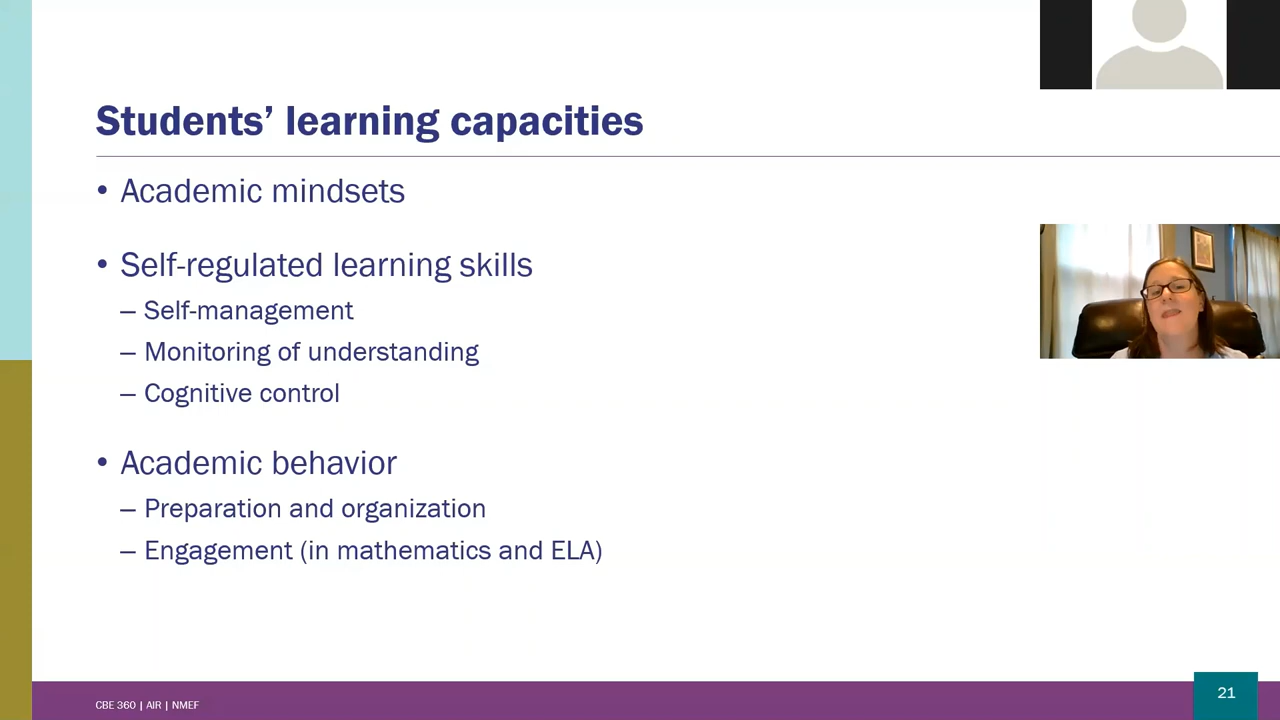 Students’ learning capacities
• Academic mindsets
• Self-regulated learning skills
– Self-management
– Monitoring of understanding
– Cognitive control
• Academic behavior
– Preparation and organization
– Engagement (in mathematics and ELA)
CBE 360 | AIR | NMEF
21